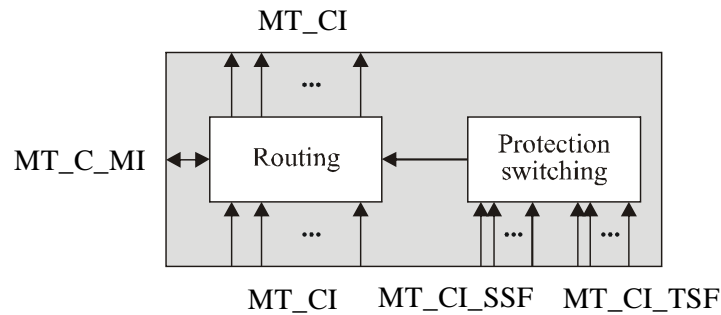 MT_CI
...
MT_C_MI
Routing
Protection
switching
...
...
...
MT_CI
MT_CI_SSF
MT_CI_TSF